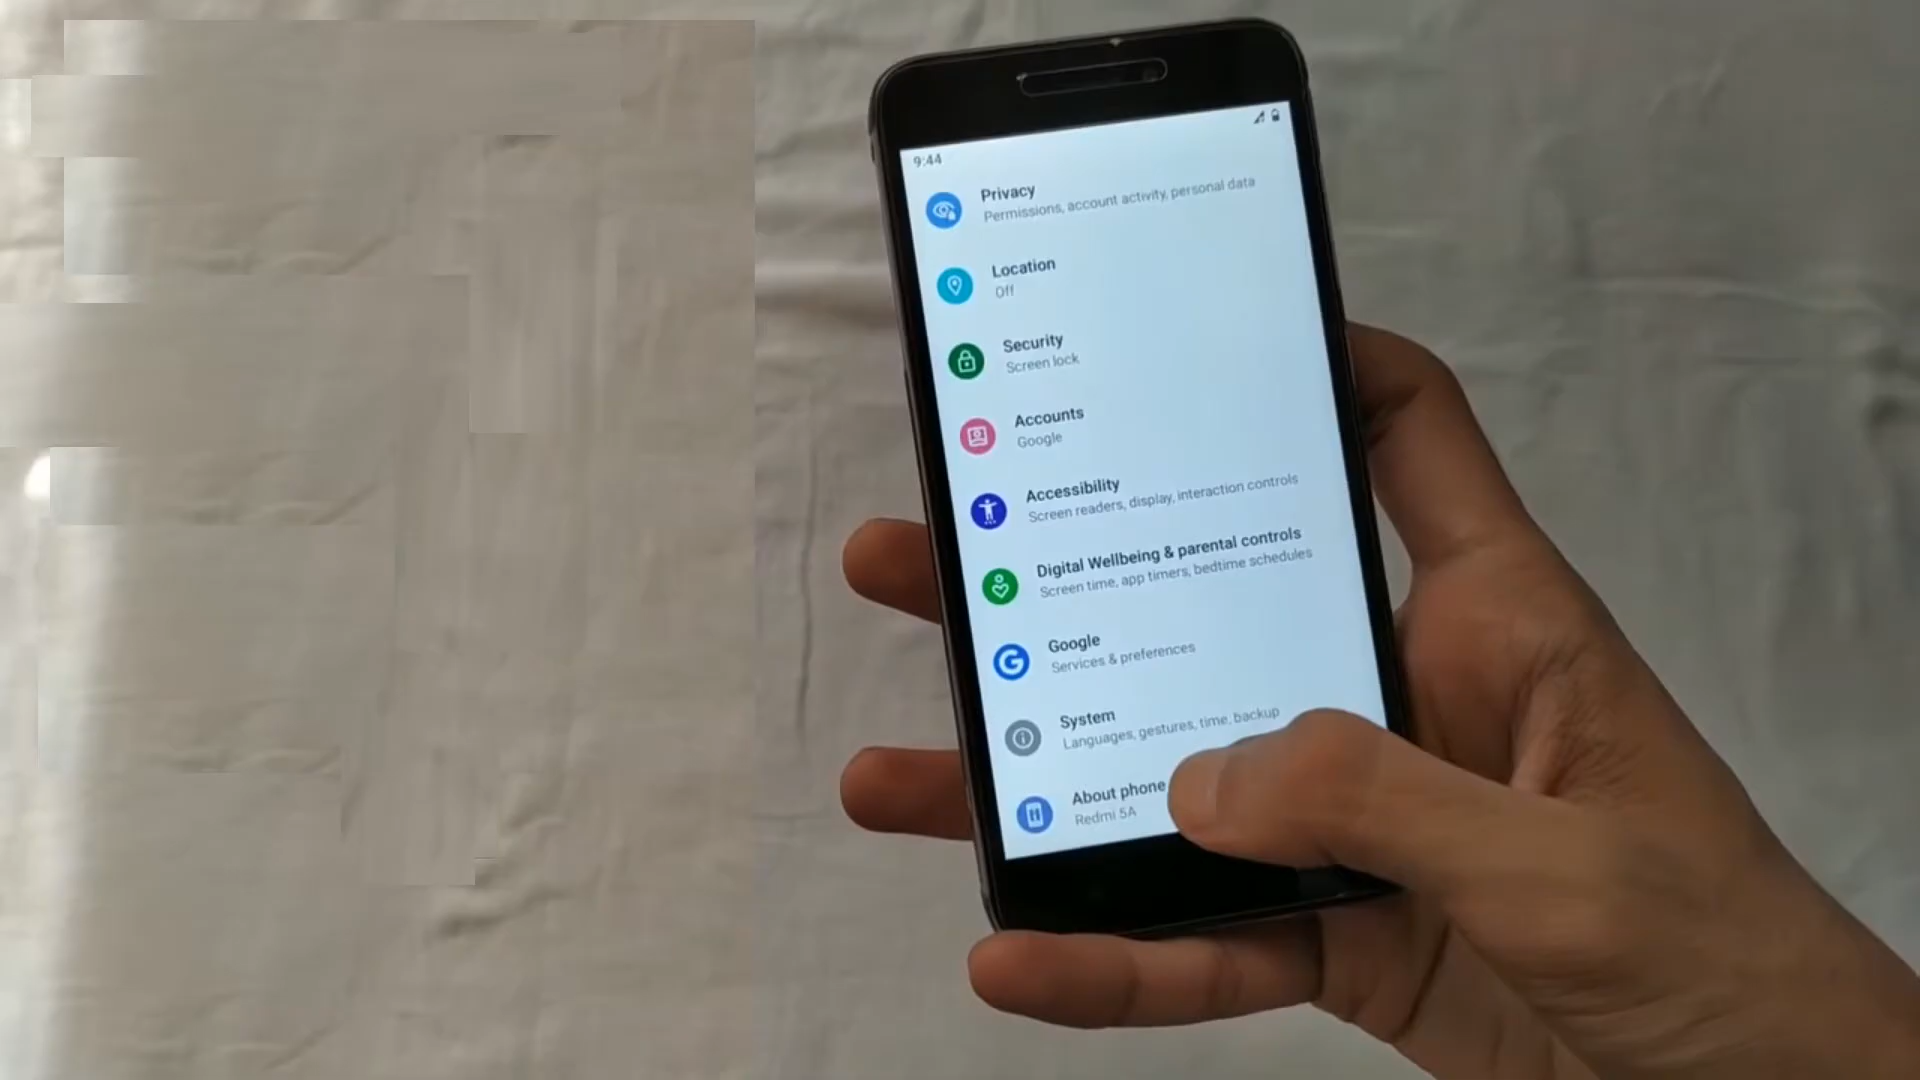 9:44
Privacy
Permissions, account activity, personal data
Location
Off
Security
Screen lock
Accounts
Google
Accessibility
Screen readers, display, interaction controls
Digital Wellbeing & parental controls
Screen time, app timers, bedtime schedules
Google
Services & preferences
System
Languages, gestures, time, backup
About phone
Redmi 5A